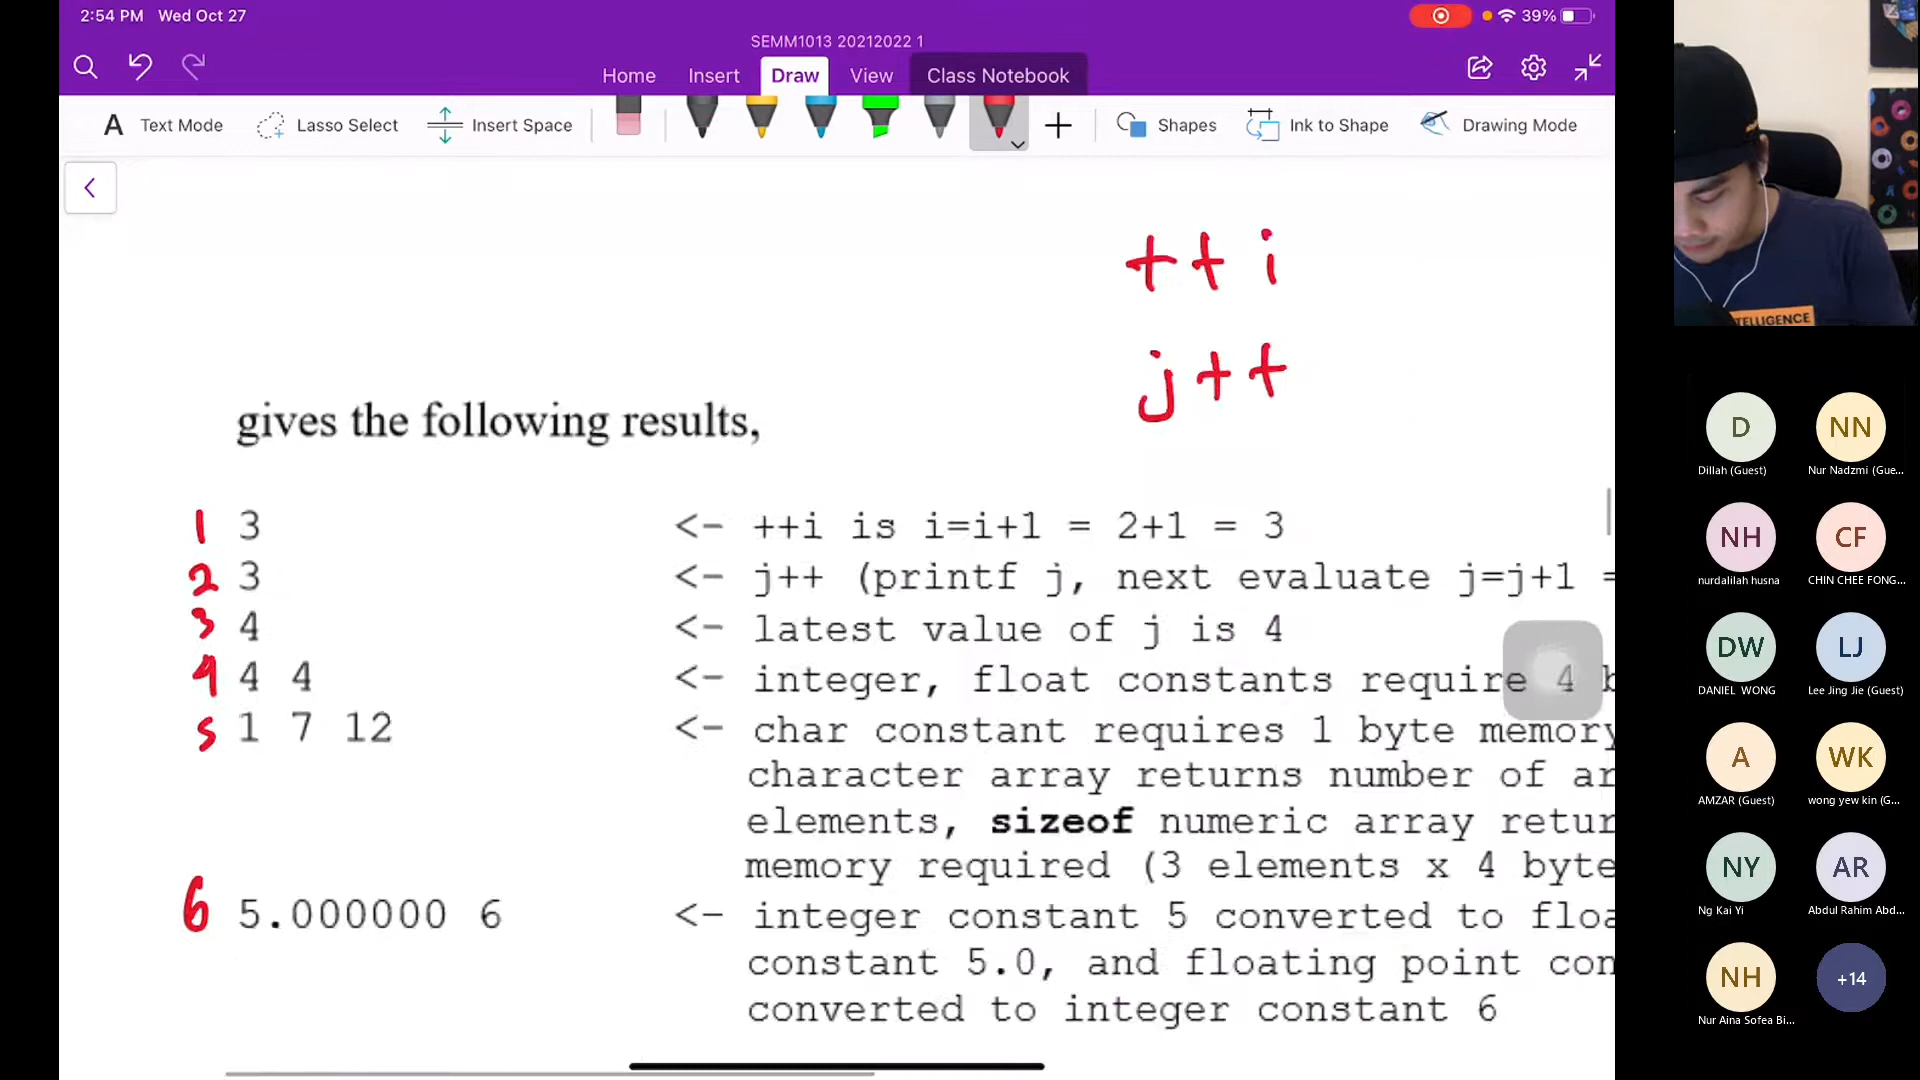 2:54 PM Wed Oct 27
39%
SEMM1013 20212022 1
Home Insert Draw View Class Notebook
A Text Mode Lasso Select Insert Space Shapes Ink to Shape Drawing Mode
++i
j++
gives the following results,
1 3 <- ++i is i=i+1 = 2+1 = 3
2 3 <- j++ (printf j, next evaluate j=j+1 =
3 4 <- latest value of j is 4
4 4 4 <- integer, float constants require 4 b
5 1 7 12 <- char constant requires 1 byte memory
character array returns number of ar
elements, sizeof numeric array retur
memory required (3 elements x 4 byte
6 5.000000 6 <- integer constant 5 converted to floa
constant 5.0, and floating point con
converted to integer constant 6
TELLIGENCE
D NN
Dillah (Guest) Nur Nadzmi (Gue...
NH CF
nurdalilah husna CHIN CHEE FONG...
DW LJ
DANIEL WONG Lee Jing Jie (Guest)
A WK
AMZAR (Guest) wong yew kin (G...
NY AR
Ng Kai Yi Abdul Rahim Abd...
NH +14
Nur Aina Sofea Bi...